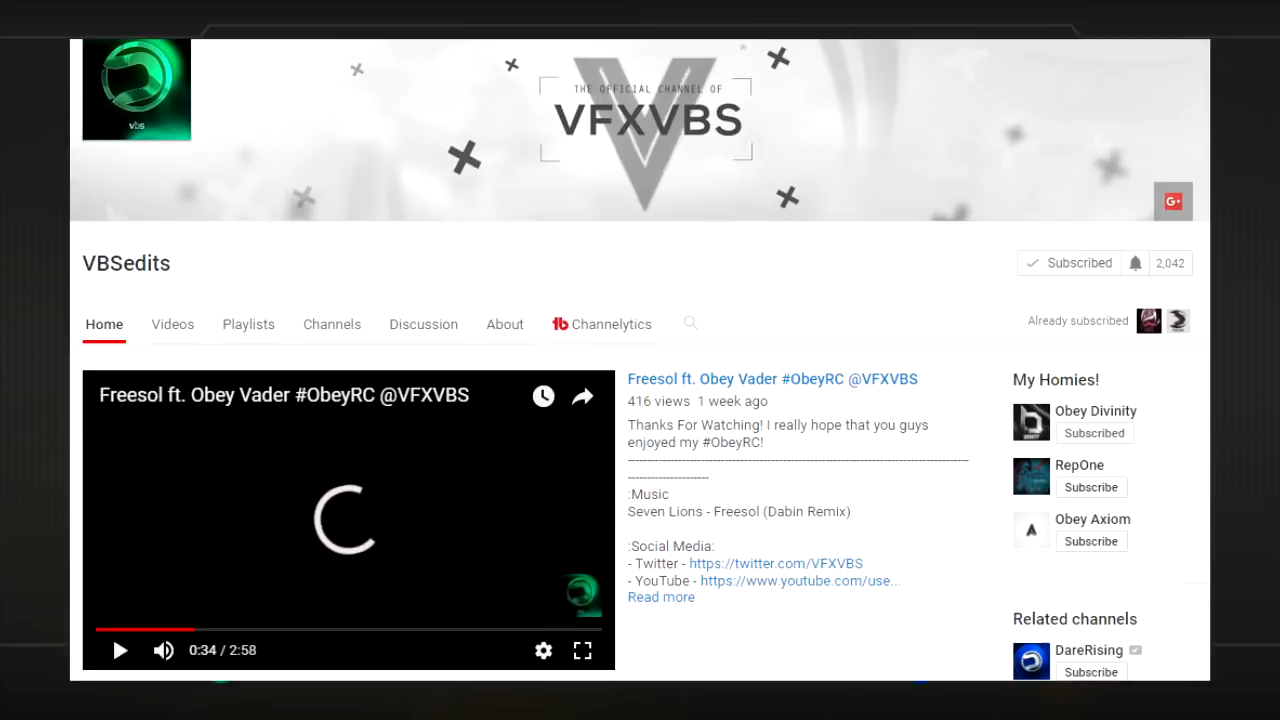 vbs
THE OFFICIAL CHANNEL OF
VFXVBS
G+
VBSedits
Subscribed 2,042
Home Videos Playlists Channels Discussion About tb Channelytics
Already subscribed
Freesol ft. Obey Vader #ObeyRC @VFXVBS
0:34 / 2:58
Freesol ft. Obey Vader #ObeyRC @VFXVBS
416 views 1 week ago
Thanks For Watching! I really hope that you guys
enjoyed my #ObeyRC!
:Music
Seven Lions - Freesol (Dabin Remix)
:Social Media:
- Twitter - https://twitter.com/VFXVBS
- YouTube - https://www.youtube.com/use...
Read more
My Homies!
Obey Divinity
Subscribed
RepOne
Subscribe
Obey Axiom
Subscribe
Related channels
DareRising
Subscribe